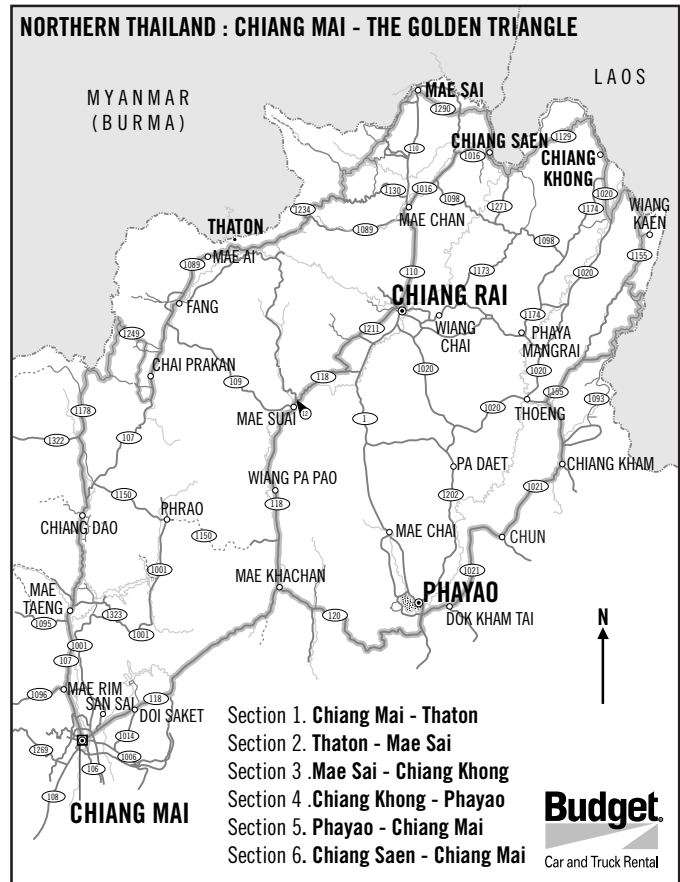 NORTHERN THAILAND : CHIANG MAI - THE GOLDEN TRIANGLE
LAOS
MYANMAR
(BURMA)
MAE SAI
1290
110
CHIANG SAEN
1129
1016
CHIANG
KHONG
1130
1016
1098
1271
1020
1174
WIANG
KAEN
MAE CHAN
1234
THATON
1089
1098
1155
MAE AI
1089
110
1173
1020
FANG
CHIANG RAI
1174
1211
WIANG
CHAI
PHAYA
MANGRAI
1249
CHAI PRAKAN
118
1020
1020
109
1155
1093
1178
MAE SUAI
12
1
1020
THOENG
1322
107
PA DAET
CHIANG KHAM
WIANG PA PAO
1150
118
1202
1021
CHIANG DAO
PHRAO
1150
MAE CHAI
CHUN
1001
MAE KHACHAN
1021
MAE
TAENG
PHAYAO
1323
120
DOK KHAM TAI
1095
1001
1001
N
107
1096
MAE RIM
118
SAN SAI
DOI SAKET
1014
1269
1006
106
108
CHIANG MAI
Section 1. Chiang Mai - Thaton
Section 2. Thaton - Mae Sai
Section 3 .Mae Sai - Chiang Khong
Section 4 .Chiang Khong - Phayao
Section 5. Phayao - Chiang Mai
Section 6. Chiang Saen - Chiang Mai
Budget®
Car and Truck Rental